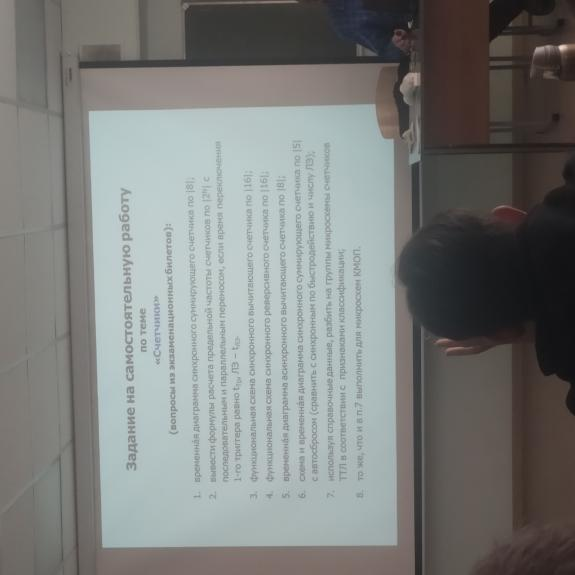 Задание на самостоятельную работу
по теме
«Счетчики»
(вопросы из экзаменационных билетов):
1. временнáя диаграмма синхронного суммирующего счетчика по |8|;
2. вывести формулы расчета предельной частоты счетчиков по |2ᴺ| с
последовательным и параллельным переносом, если время переключения
1-го триггера равно tтр, ЛЗ – tлз.
3. функциональная схема синхронного вычитающего счетчика по |16|;
4. функциональная схема синхронного реверсивного счетчика по |16|;
5. временнáя диаграмма асинхронного вычитающего счетчика по |8|;
6. схема и временнáя диаграмма синхронного суммирующего счетчика по |5|
с автосбросом (сравнить с синхронным по быстродействию и числу ЛЭ);
7. используя справочные данные, разбить на группы микросхемы счетчиков
ТТЛ в соответствии с признаками классификации;
8. то же, что и в п.7 выполнить для микросхем КМОП.